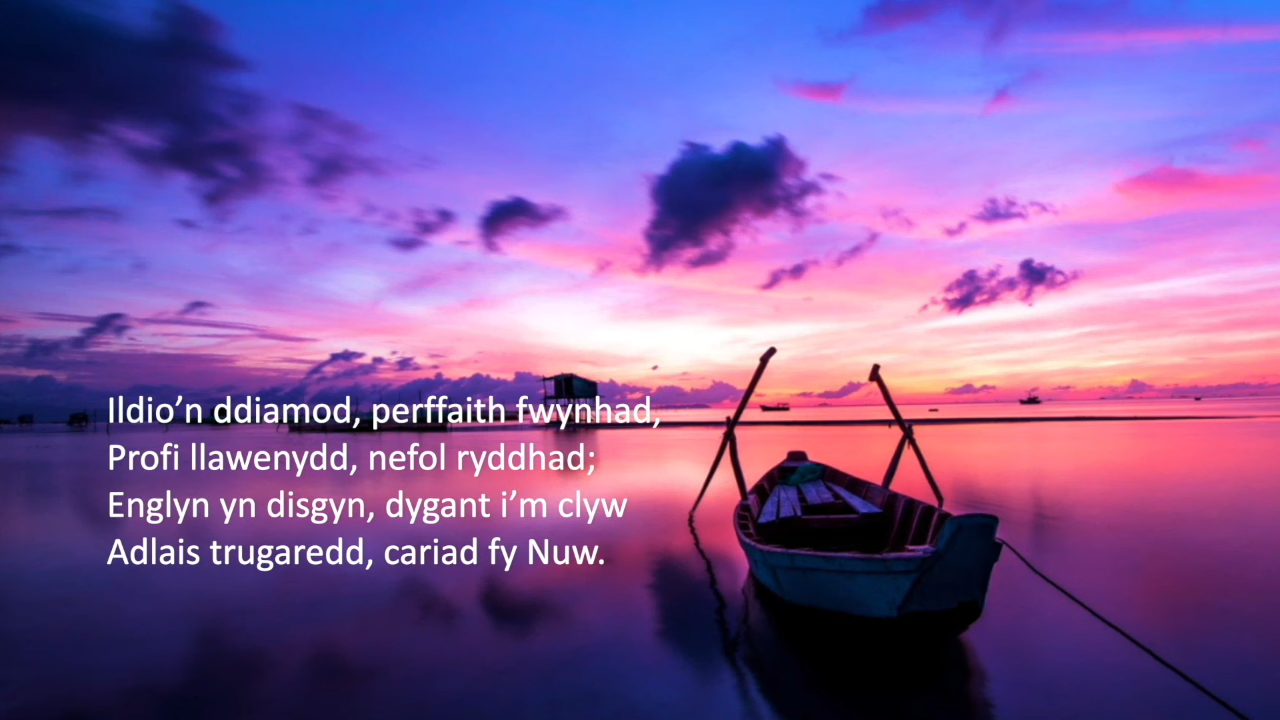 Ildio’n ddiamod, perffaith fwynhad,
Profi llawenydd, nefol ryddhad;
Englyn yn disgyn, dygant i’m clyw
Adlais trugaredd, cariad fy Nuw.